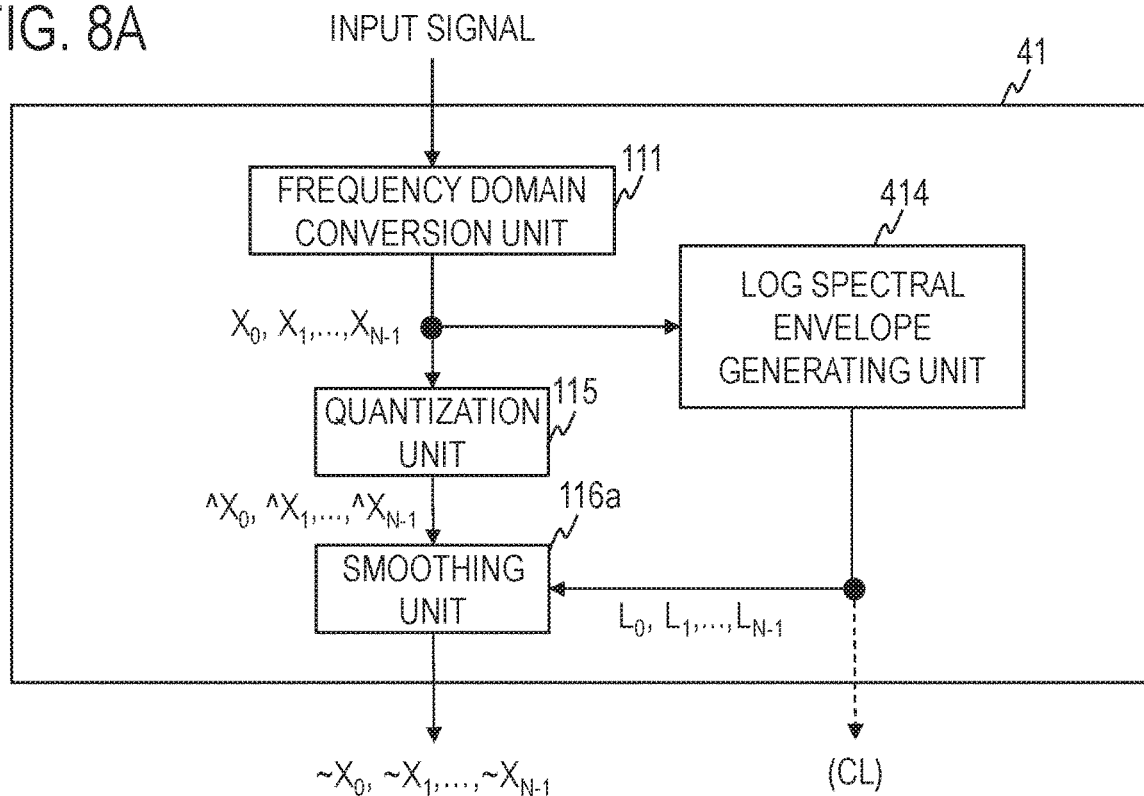 FIG. 8A
INPUT SIGNAL
41
111
FREQUENCY DOMAIN
CONVERSION UNIT
414
LOG SPECTRAL
ENVELOPE
GENERATING UNIT
X0, X1,...,XN-1
115
QUANTIZATION
UNIT
^X0, ^X1,...,^XN-1
116a
SMOOTHING
UNIT
L0, L1,...,LN-1
~X0, ~X1,...,~XN-1
(CL)